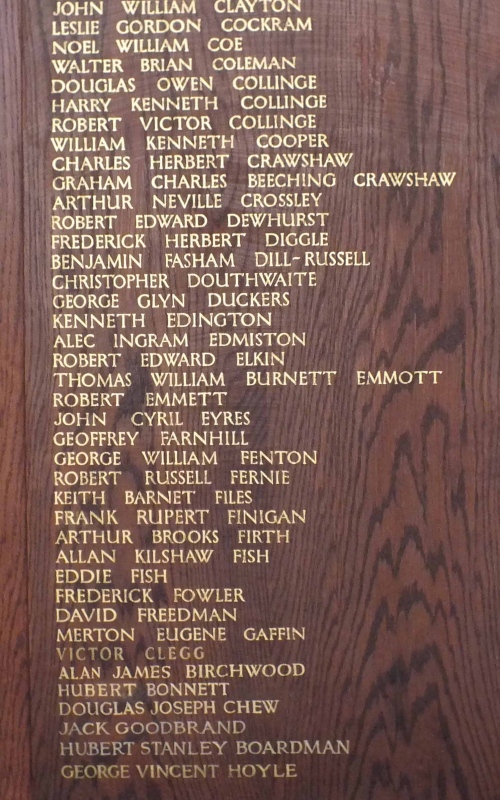 JOHN WILLIAM CLAYTON
LESLIE GORDON COCKRAM
NOEL WILLIAM COE
WALTER BRIAN COLEMAN
DOUGLAS OWEN COLLINGE
HARRY KENNETH COLLINGE
ROBERT VICTOR COLLINGE
WILLIAM KENNETH COOPER
CHARLES HERBERT CRAWSHAW
GRAHAM CHARLES BEECHING CRAWSHAW
ARTHUR NEVILLE CROSSLEY
ROBERT EDWARD DEWHURST
FREDERICK HERBERT DIGGLE
BENJAMIN FASHAM DILL-RUSSELL
CHRISTOPHER DOUTHWAITE
GEORGE GLYN DUCKERS
KENNETH EDINGTON
ALEC INGRAM EDMISTON
ROBERT EDWARD ELKIN
THOMAS WILLIAM BURNETT EMMOTT
ROBERT EMMETT
JOHN CYRIL EYRES
GEOFFREY FARNHILL
GEORGE WILLIAM FENTON
ROBERT RUSSELL FERNIE
KEITH BARNET FILES
FRANK RUPERT FINIGAN
ARTHUR BROOKS FIRTH
ALLAN KILSHAW FISH
EDDIE FISH
FREDERICK FOWLER
DAVID FREEDMAN
MERTON EUGENE GAFFIN
VICTOR CLEGG
ALAN JAMES BIRCHWOOD
HUBERT BONNETT
DOUGLAS JOSEPH CHEW
JACK GOODBRAND
HUBERT STANLEY BOARDMAN
GEORGE VINCENT HOYLE